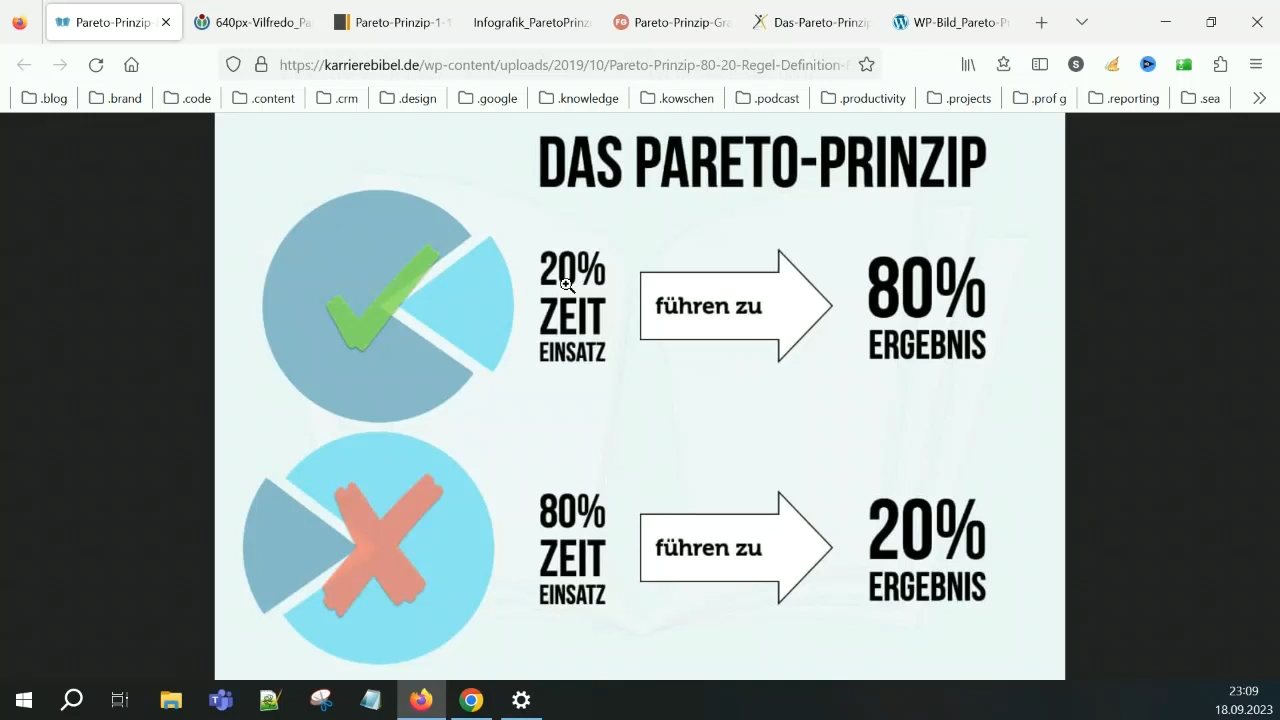 Pareto-Prinzip-
640px-Vilfredo_Pa
Pareto-Prinzip-1-1
Infografik_ParetoPrinz
FG
Pareto-Prinzip-Gra
Das-Pareto-Prinzip
WP-Bild_Pareto-P
https://karrierebibel.de/wp-content/uploads/2019/10/Pareto-Prinzip-80-20-Regel-Definition-
S
.blog
.brand
.code
.content
.crm
.design
.google
.knowledge
.kowschen
.podcast
.productivity
.projects
.prof g
.reporting
.sea
DAS PARETO-PRINZIP
20%
ZEIT
EINSATZ
führen zu
80%
ERGEBNIS
80%
ZEIT
EINSATZ
führen zu
20%
ERGEBNIS
23:09
18.09.2023